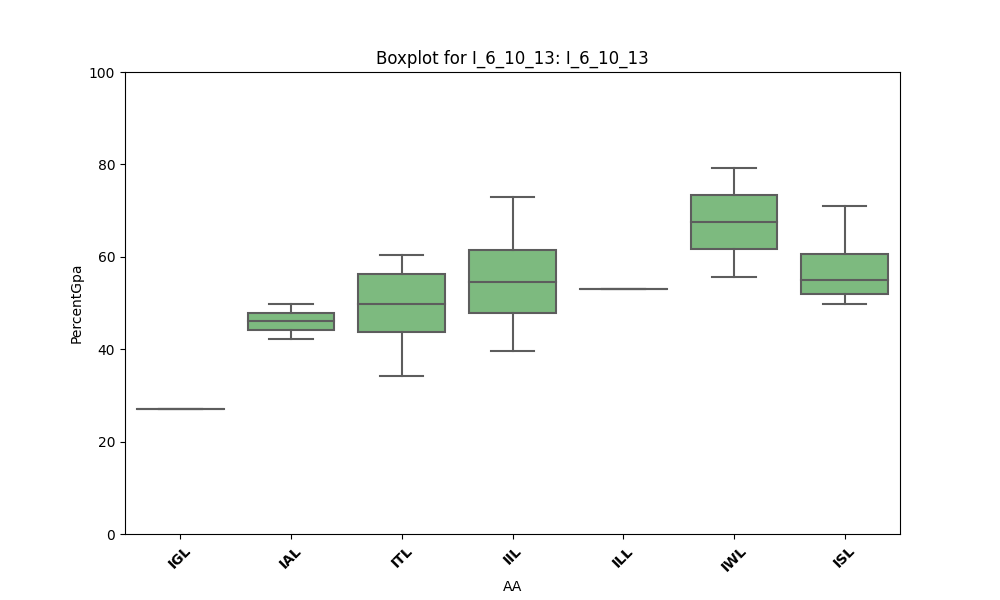 Boxplot for I_6_10_13: I_6_10_13
100
80
60
40
20
0
PercentGpa
IGL
IAL
ITL
IIL
ILL
IWL
ISL
AA